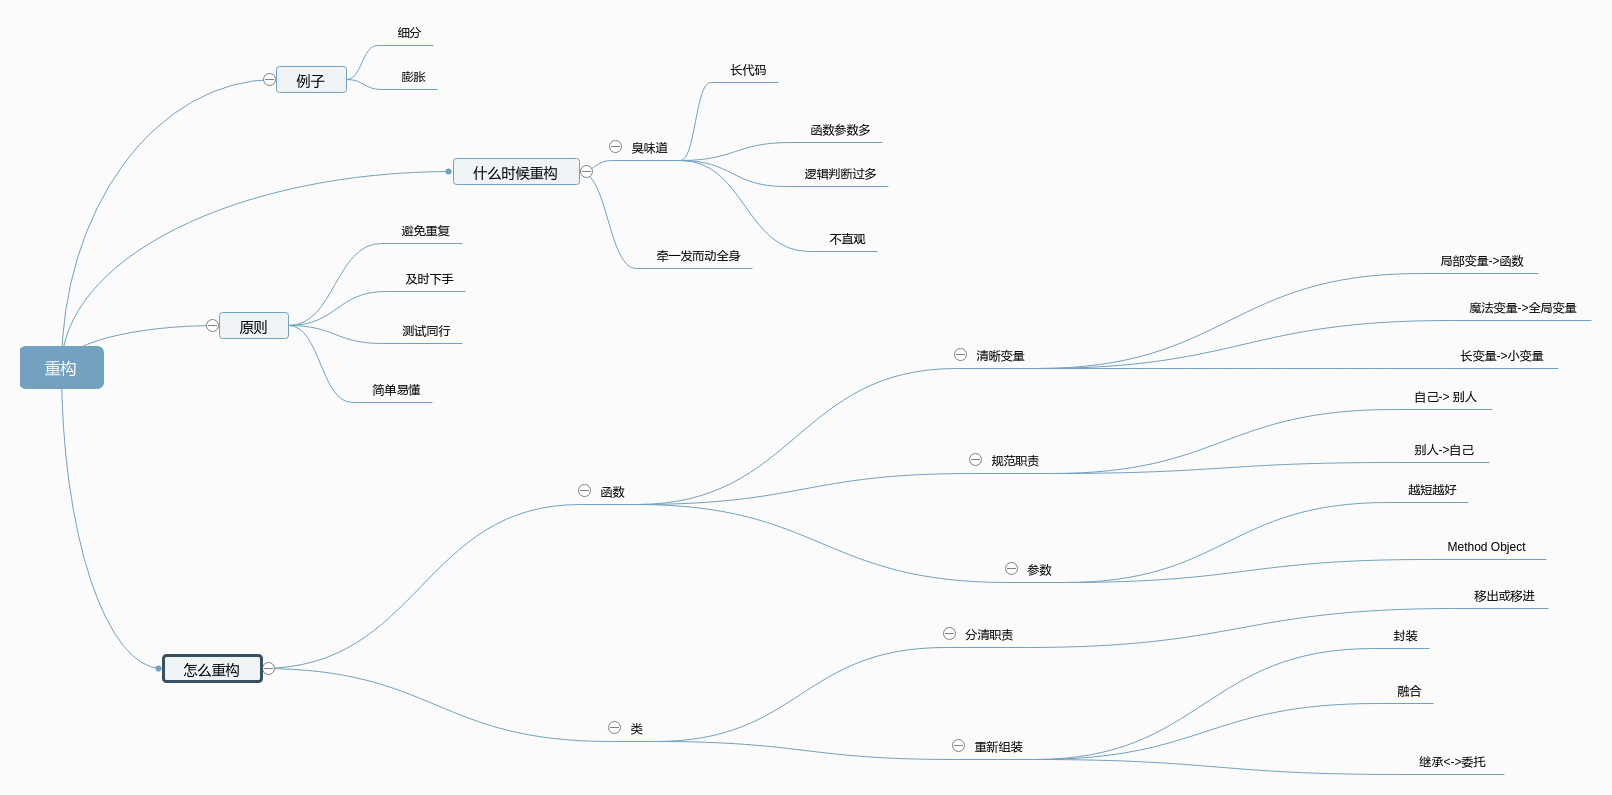 重构
例子
细分
膨胀
什么时候重构
臭味道
长代码
函数参数多
逻辑判断过多
不直观
牵一发而动全身
原则
避免重复
及时下手
测试同行
简单易懂
怎么重构
函数
清晰变量
局部变量->函数
魔法变量->全局变量
长变量->小变量
规范职责
自己-> 别人
别人->自己
参数
越短越好
Method Object
类
分清职责
移出或移进
重新组装
封装
融合
继承<->委托